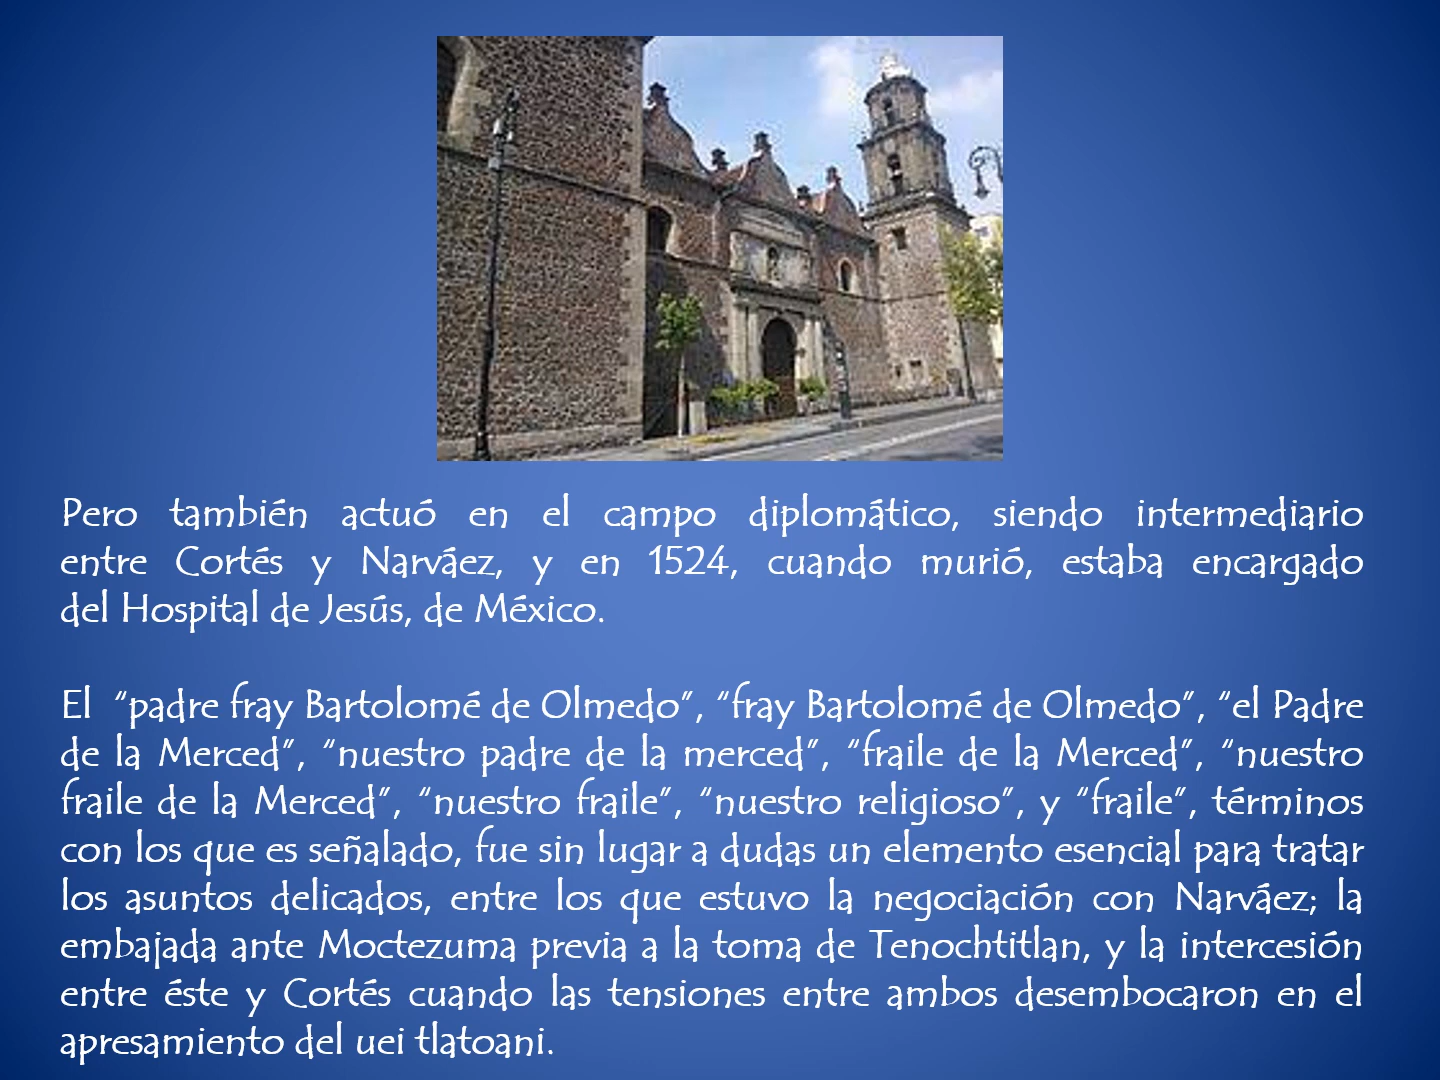 Pero también actuó en el campo diplomático, siendo intermediario
entre Cortés y Narváez, y en 1524, cuando murió, estaba encargado
del Hospital de Jesús, de México.
El “padre fray Bartolomé de Olmedo”, “fray Bartolomé de Olmedo”, “el Padre
de la Merced”, “nuestro padre de la merced”, “fraile de la Merced”, “nuestro
fraile de la Merced”, “nuestro fraile”, “nuestro religioso”, y “fraile”, términos
con los que es señalado, fue sin lugar a dudas un elemento esencial para tratar
los asuntos delicados, entre los que estuvo la negociación con Narváez; la
embajada ante Moctezuma previa a la toma de Tenochtitlan, y la intercesión
entre éste y Cortés cuando las tensiones entre ambos desembocaron en el
apresamiento del uei tlatoani.